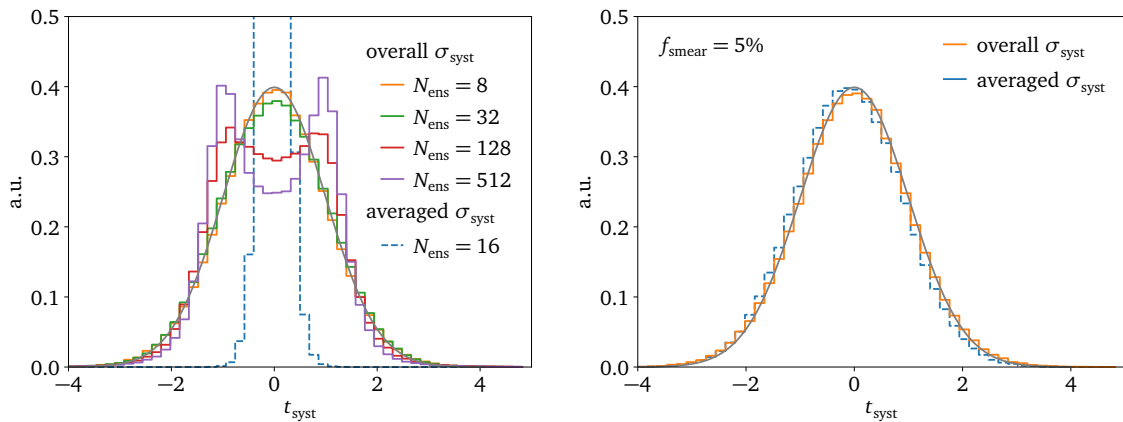 0.5
0.4
0.3
0.2
0.1
0.0
a.u.
−4
−2
0
2
4
t_syst
overall σ_syst
N_ens = 8
N_ens = 32
N_ens = 128
N_ens = 512
averaged σ_syst
N_ens = 16
0.5
0.4
0.3
0.2
0.1
0.0
a.u.
−4
−2
0
2
4
t_syst
f_smear = 5%
overall σ_syst
averaged σ_syst